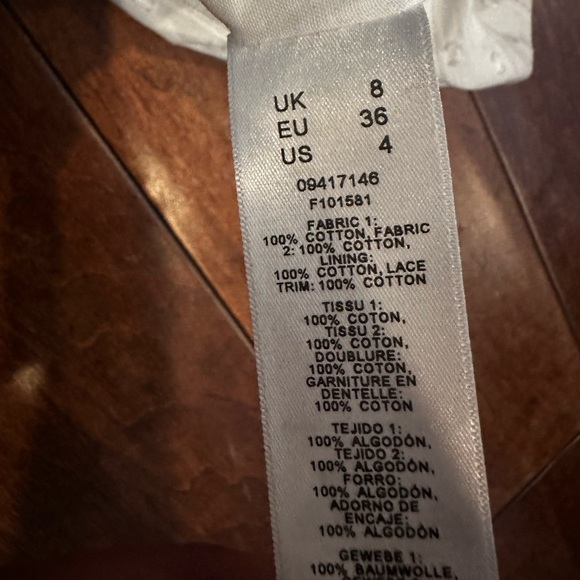 UK 8
EU 36
US 4
09417146
F101581
FABRIC 1:
100% COTTON, FABRIC
2: 100% COTTON,
LINING:
100% COTTON, LACE
TRIM: 100% COTTON
TISSU 1:
100% COTON,
TISSU 2:
100% COTON,
DOUBLURE:
100% COTON,
GARNITURE EN
DENTELLE:
100% COTON
TEJIDO 1:
100% ALGODÓN,
TEJIDO 2:
100% ALGODÓN,
FORRO:
100% ALGODÓN,
ADORNO DE
ENCAJE:
100% ALGODÓN
GEWEBE 1:
100% BAUMWOLLE,